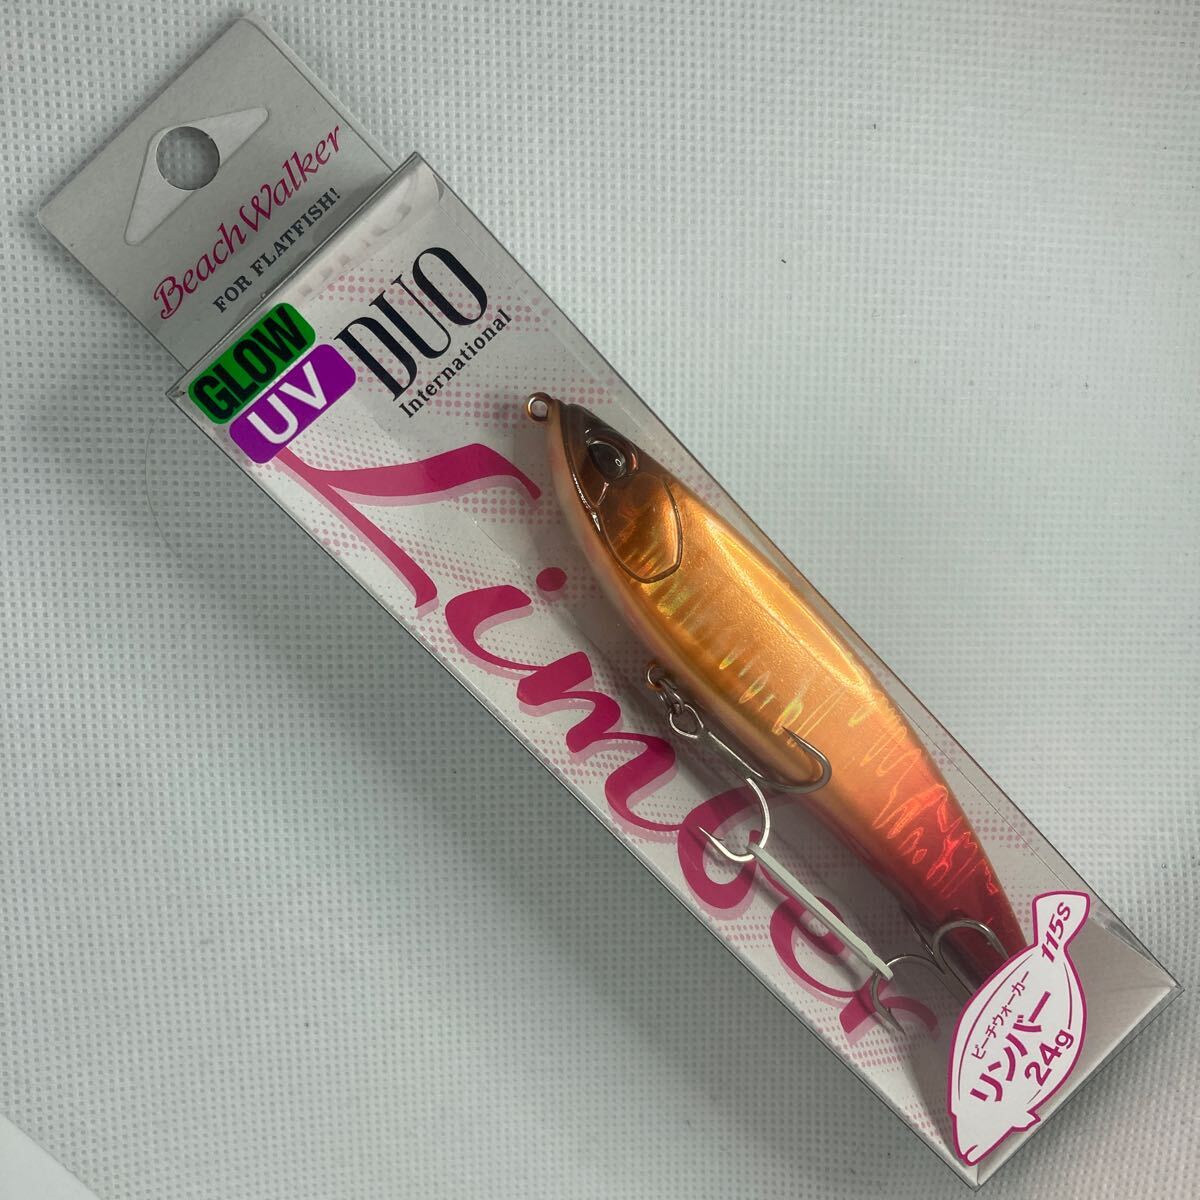 BeachWalker
FOR FLATFISH!
GLOW
UV
DUO
International
Limber
115S
ビーチウォーカー
リンバー
24g